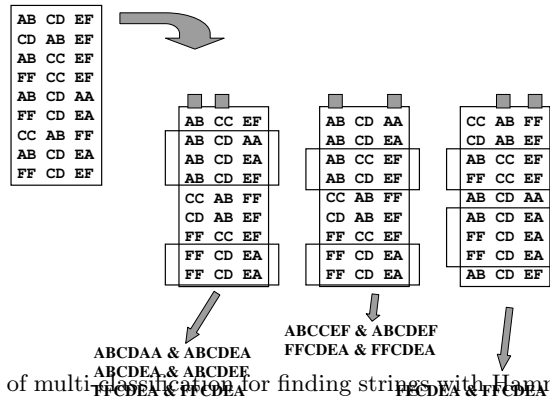 AB CD EF
CD AB EF
AB CC EF
FF CC EF
AB CD AA
FF CD EA
CC AB FF
AB CD EA
FF CD EF
AB CC EF
AB CD AA
AB CD EA
AB CD EF
CC AB FF
CD AB EF
FF CC EF
FF CD EA
FF CD EA
AB CD AA
AB CD EA
AB CC EF
AB CD EF
CC AB FF
CD AB EF
FF CC EF
FF CD EA
FF CD EA
CC AB FF
CD AB EF
AB CC EF
FF CC EF
AB CD AA
AB CD EA
FF CD EA
FF CD EA
AB CD EF
ABCDAA & ABCDEA
ABCDEA & ABCDEF
FFCDEA & FFCDEA
ABCCEF & ABCDEF
FFCDEA & FFCDEA
FFCDEA & FFCDEA
of multi-classification for finding strings with Hamm